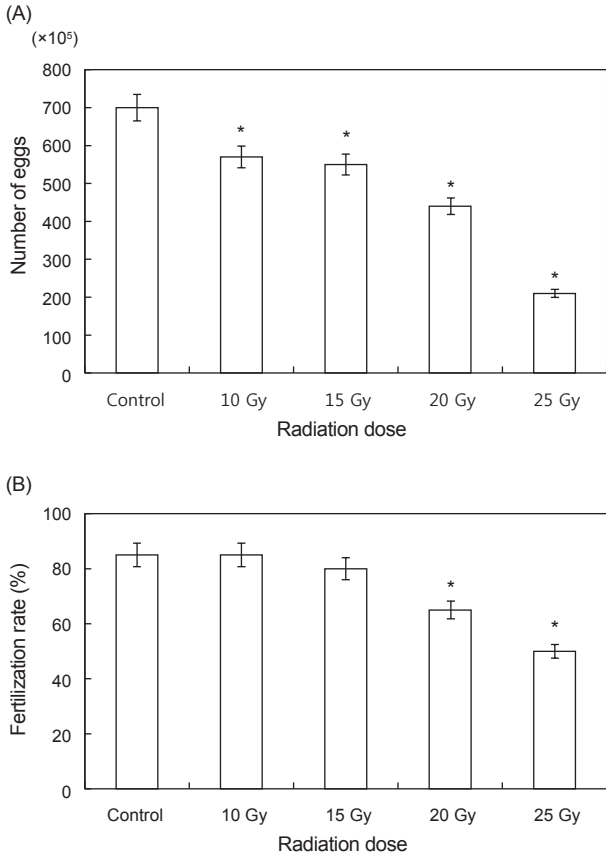 (A)
(×10⁵)
800
700
600
500
400
300
200
100
0
Number of eggs
*
*
*
*
Control 10 Gy 15 Gy 20 Gy 25 Gy
Radiation dose
(B)
100
80
60
40
20
0
Fertilization rate (%)
*
*
Control 10 Gy 15 Gy 20 Gy 25 Gy
Radiation dose